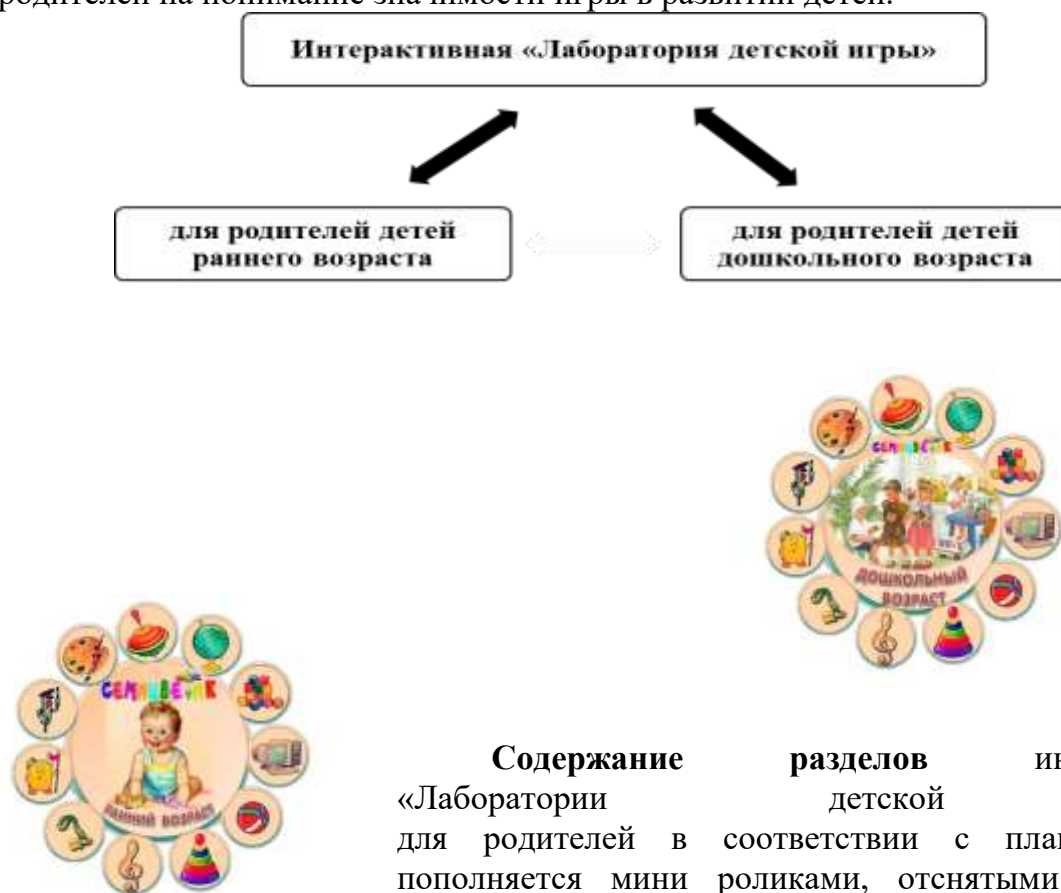 родителей на понимание значимости игры в развитии детей.
Интерактивная «Лаборатория детской игры»
для родителей детей
раннего возраста
для родителей детей
дошкольного возраста
СЕМИЦВЕТИК
ДОШКОЛЬНЫЙ
ВОЗРАСТ
СЕМИЦВЕТИК
РАННИЙ ВОЗРАСТ
Содержание разделов
«Лаборатории детской
для родителей в соответствии с
пополняется мини роликами, отснятыми